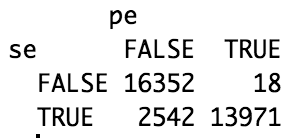 pe
se FALSE TRUE
FALSE 16352 18
TRUE 2542 13971